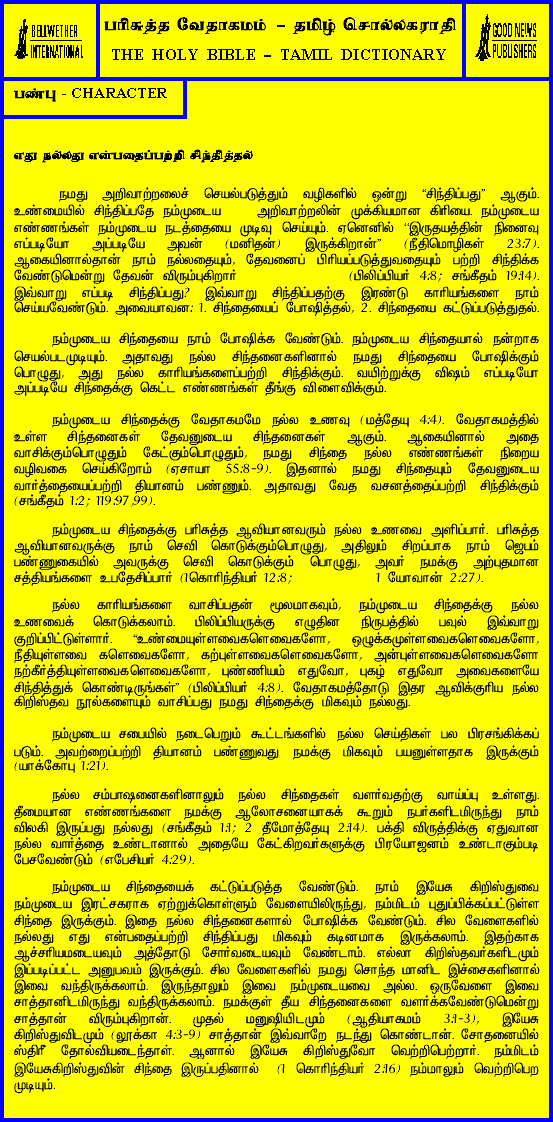 BELLWETHER
INTERNATIONAL
பரிசுத்த வேதாகமம் – தமிழ் சொல்லகராதி
THE HOLY BIBLE – TAMIL DICTIONARY
GOOD NEWS
PUBLISHERS
பண்பு - CHARACTER
எது நல்லது என்பதைப்பற்றி சிந்தித்தல்
நமது அறிவாற்றலைச் செயல்படுத்தும் வழிகளில் ஒன்று “சிந்திப்பது” ஆகும்.
உண்மையில் சிந்திப்பதே நம்முடைய அறிவாற்றலின் முக்கியமான கிரியை. நம்முடைய
எண்ணங்கள் நம்முடைய நடத்தையை முடிவு செய்யும். ஏனெனில் “இருதயத்தின் நினைவு
எப்படியோ அப்படியே அவன் (மனிதன்) இருக்கிறான்” (நீதிமொழிகள் 23:7).
ஆகையினால்தான் நாம் நல்லதையும், தேவனைப் பிரியப்படுத்துவதையும் பற்றி சிந்திக்க
வேண்டுமென்று தேவன் விரும்புகிறார் (பிலிப்பியர் 4:8; சங்கீதம் 19:14).
இவ்வாறு எப்படி சிந்திப்பது? இவ்வாறு சிந்திப்பதற்கு இரண்டு காரியங்களை நாம்
செய்யவேண்டும். அவையாவன: 1. சிந்தையைப் போஷித்தல், 2. சிந்தையை கட்டுப்படுத்துதல்.
நம்முடைய சிந்தையை நாம் போஷிக்க வேண்டும். நம்முடைய சிந்தையால் நன்றாக
செயல்படமுடியும். அதாவது நல்ல சிந்தனைகளினால் நமது சிந்தையை போஷிக்கும்
பொழுது, அது நல்ல காரியங்களைப்பற்றி சிந்திக்கும். வயிற்றுக்கு விஷம் எப்படியோ
அப்படியே சிந்தைக்கு கெட்ட எண்ணங்கள் தீங்கு விளைவிக்கும்.
நம்முடைய சிந்தைக்கு வேதாகமமே நல்ல உணவு (மத்தேயு 4:4). வேதாகமத்தில்
உள்ள சிந்தனைகள் தேவனுடைய சிந்தனைகள் ஆகும். ஆகையினால் அதை
வாசிக்கும்பொழுதும் கேட்கும்பொழுதும், நமது சிந்தை நல்ல எண்ணங்கள் நிறைய
வழிவகை செய்கிறோம் (ஏசாயா 55:8-9). இதனால் நமது சிந்தையும் தேவனுடைய
வார்த்தையைப்பற்றி தியானம் பண்ணும். அதாவது வேத வசனத்தைப்பற்றி சிந்திக்கும்
(சங்கீதம் 1:2; 119:97,99).
நம்முடைய சிந்தைக்கு பரிசுத்த ஆவியானவரும் நல்ல உணவை அளிப்பார். பரிசுத்த
ஆவியானவருக்கு நாம் செவி கொடுக்கும்பொழுது, அதிலும் சிறப்பாக நாம் ஜெபம்
பண்ணுகையில் அவருக்கு செவி கொடுக்கும் பொழுது, அவர் நமக்கு அற்புதமான
சத்தியங்களை உபதேசிப்பார் (1கொரிந்தியர் 12:8; 1 யோவான் 2:27).
நல்ல காரியங்களை வாசிப்பதன் மூலமாகவும், நம்முடைய சிந்தைக்கு நல்ல
உணவைக் கொடுக்கலாம். பிலிப்பியருக்கு எழுதின நிருபத்தில் பவுல் இவ்வாறு
குறிப்பிட்டுள்ளார். “உண்மையுள்ளவைகளெவைகளோ, ஒழுக்கமுள்ளவைகளெவைகளோ,
நீதியுள்ளவை களெவைகளோ, கற்புள்ளவைகளெவைகளோ, அன்புள்ளவைகளெவைகளோ
நற்கீர்த்தியுள்ளவைகளெவைகளோ, புண்ணியம் எதுவோ, புகழ் எதுவோ அவைகளையே
சிந்தித்துக் கொண்டிருங்கள்” (பிலிப்பியர் 4:8). வேதாகமத்தோடு இதர ஆவிக்குரிய நல்ல
கிறிஸ்தவ நூல்களையும் வாசிப்பது நமது சிந்தைக்கு மிகவும் நல்லது.
நம்முடைய சபையில் நடைபெறும் கூட்டங்களில் நல்ல செய்திகள் பல பிரசங்கிக்கப்
படும். அவற்றைப்பற்றி தியானம் பண்ணுவது நமக்கு மிகவும் பயனுள்ளதாக இருக்கும்
(யாக்கோபு 1:21).
நல்ல சம்பாஷனைகளினாலும் நல்ல சிந்தைகள் வளர்வதற்கு வாய்ப்பு உள்ளது.
தீமையான எண்ணங்களை நமக்கு ஆலோசனையாகக் கூறும் நபர்களிடமிருந்து நாம்
விலகி இருப்பது நல்லது (சங்கீதம் 1:1; 2 தீமோத்தேயு 2:14). பக்தி விருத்திக்கு ஏதுவான
நல்ல வார்த்தை உண்டானால் அதையே கேட்கிறவர்களுக்கு பிரயோஜனம் உண்டாகும்படி
பேசவேண்டும் (எபேசியர் 4:29).
நம்முடைய சிந்தையைக் கட்டுப்படுத்த வேண்டும். நாம் இயேசு கிறிஸ்துவை
நம்முடைய இரட்சகராக ஏற்றுக்கொள்ளும் வேளையிலிருந்து, நம்மிடம் புதுப்பிக்கப்பட்டுள்ள
சிந்தை இருக்கும். இதை நல்ல சிந்தனைகளால் போஷிக்க வேண்டும். சில வேளைகளில்
நல்லது எது என்பதைப்பற்றி சிந்திப்பது மிகவும் கடினமாக இருக்கலாம். இதற்காக
ஆச்சரியமடையவும் அத்தோடு சோர்வடையவும் வேண்டாம். எல்லா கிறிஸ்தவர்களிடமும்
இப்படிப்பட்ட அனுபவம் இருக்கும். சில வேளைகளில் நமது சொந்த மானிட இச்சைகளினால்
இவை வந்திருக்கலாம். இருந்தாலும் இவை நம்முடையவை அல்ல. ஒருவேளை இவை
சாத்தானிடமிருந்து வந்திருக்கலாம். நமக்குள் தீய சிந்தனைகளை வளர்க்கவேண்டுமென்று
சாத்தான் விரும்புகிறான். முதல் மனுஷியிடமும் (ஆதியாகமம் 3:1-3), இயேசு
கிறிஸ்துவிடமும் (லூக்கா 4:3-9) சாத்தான் இவ்வாறே நடந்து கொண்டான். சோதனையில்
ஸ்திரீ தோல்வியடைந்தாள். ஆனால் இயேசு கிறிஸ்துவோ வெற்றிபெற்றார். நம்மிடம்
இயேசுகிறிஸ்துவின் சிந்தை இருப்பதினால் (1 கொரிந்தியர் 2:16) நம்மாலும் வெற்றிபெற
முடியும்.